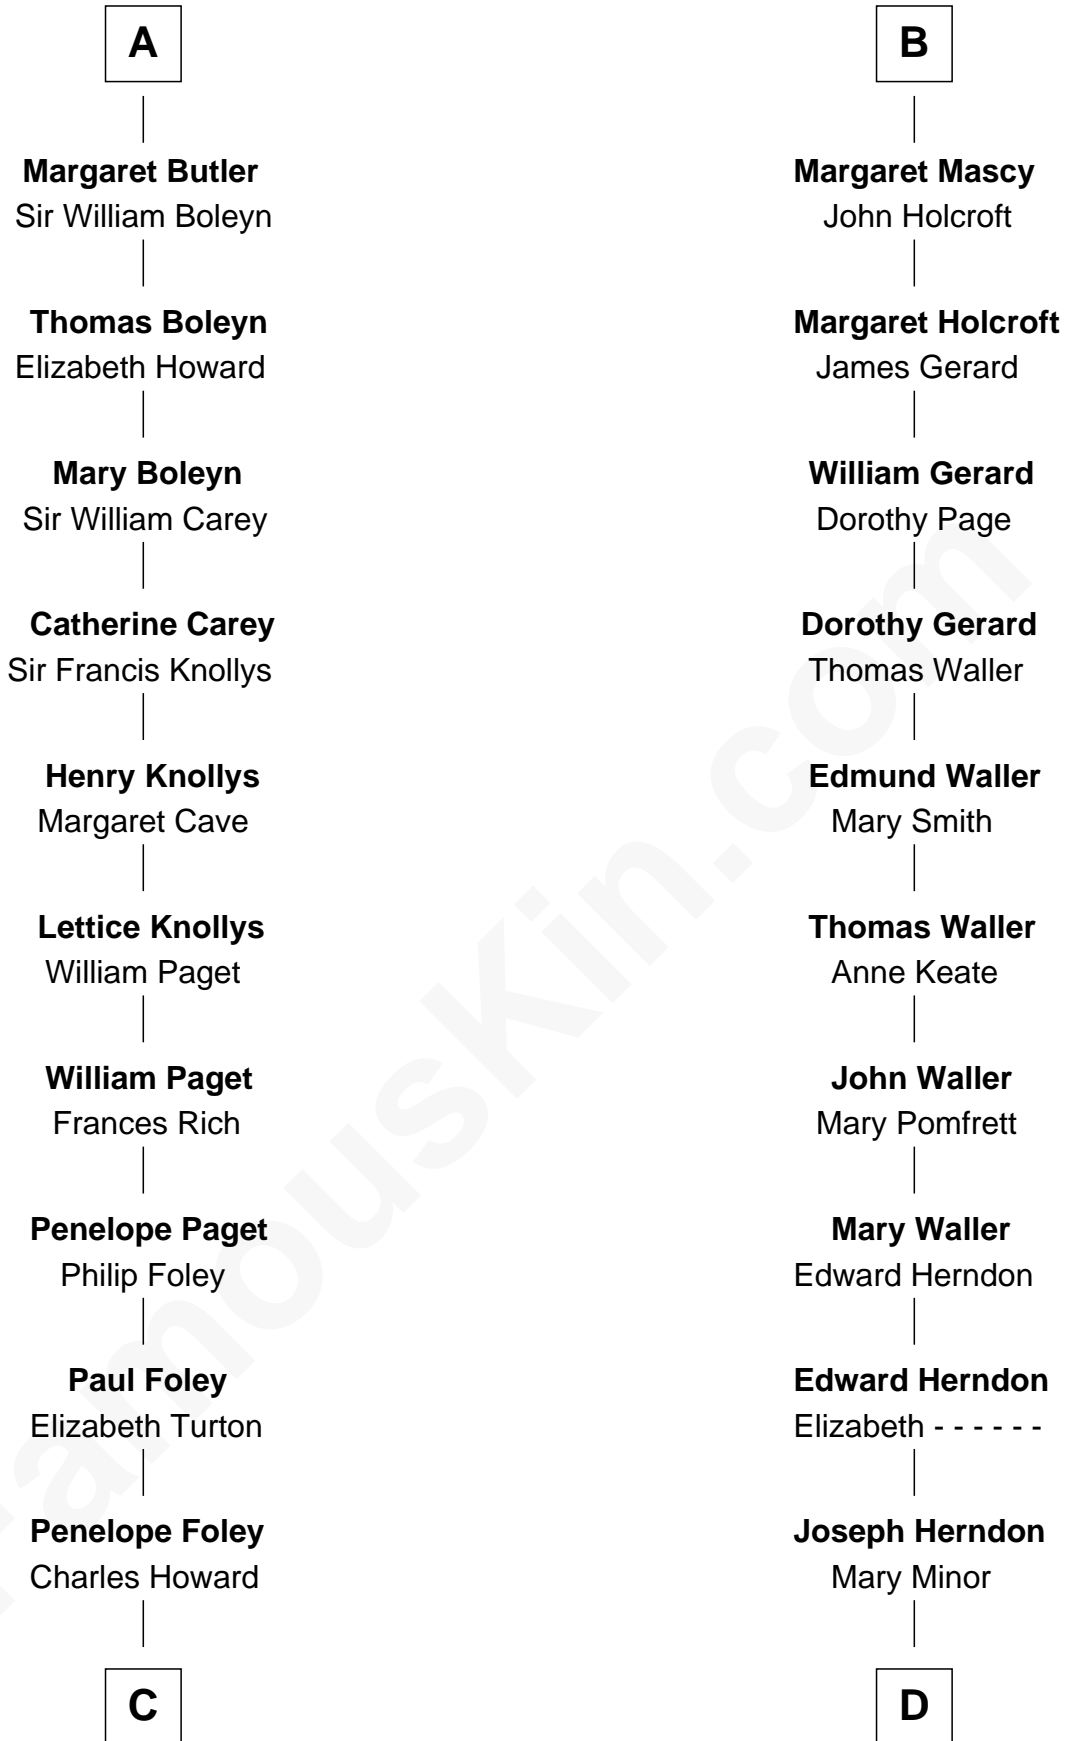 A
Margaret Butler
Sir William Boleyn
Thomas Boleyn
Elizabeth Howard
Mary Boleyn
Sir William Carey
Catherine Carey
Sir Francis Knollys
Henry Knollys
Margaret Cave
Lettice Knollys
William Paget
William Paget
Frances Rich
Penelope Paget
Philip Foley
Paul Foley
Elizabeth Turton
Penelope Foley
Charles Howard
C
B
Margaret Mascy
John Holcroft
Margaret Holcroft
James Gerard
William Gerard
Dorothy Page
Dorothy Gerard
Thomas Waller
Edmund Waller
Mary Smith
Thomas Waller
Anne Keate
John Waller
Mary Pomfrett
Mary Waller
Edward Herndon
Edward Herndon
Elizabeth - - - - - -
Joseph Herndon
Mary Minor
D
FamousKin.com